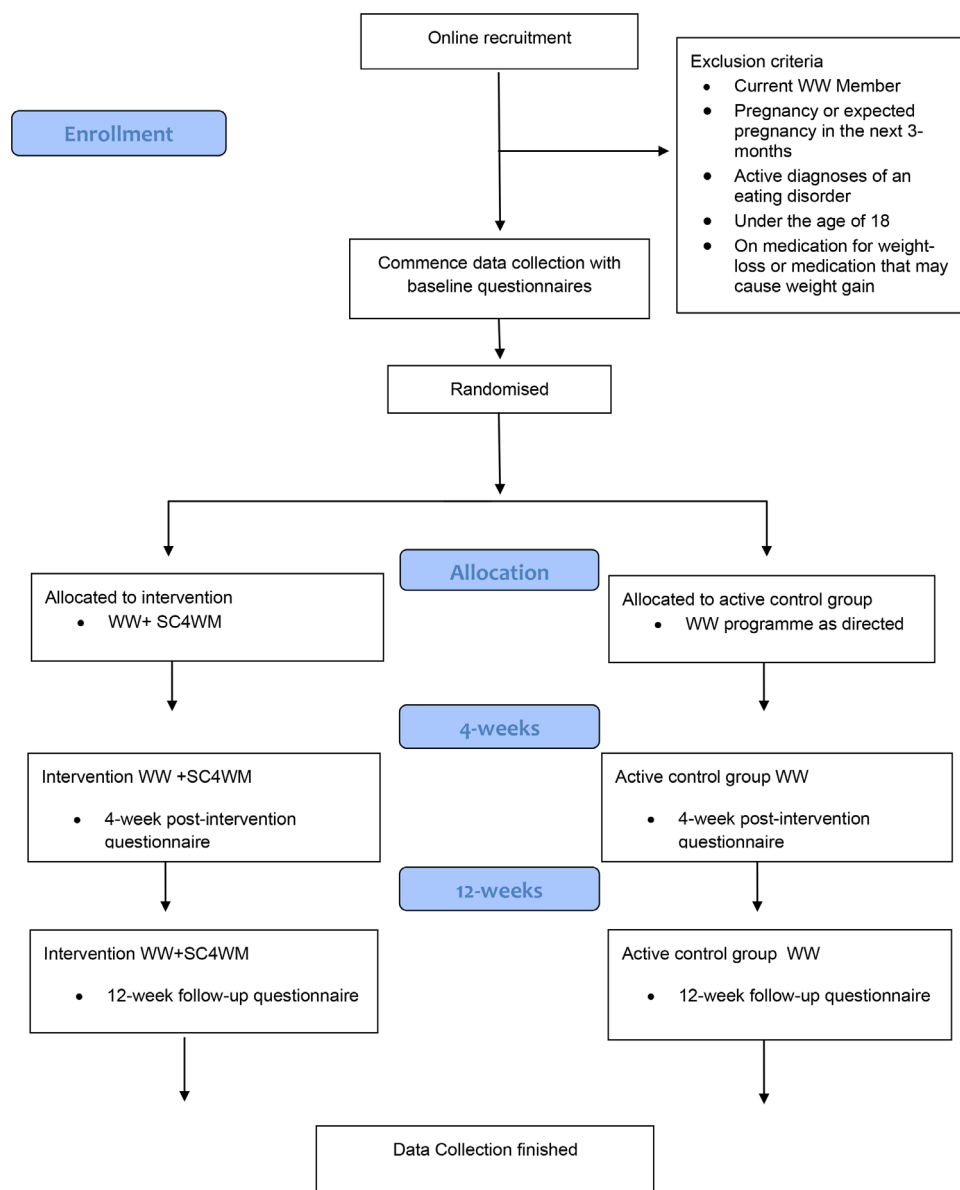 Online recruitment
Exclusion criteria
● Current WW Member
● Pregnancy or expected
pregnancy in the next 3-
months
● Active diagnoses of an
eating disorder
● Under the age of 18
● On medication for weight-
loss or medication that may
cause weight gain
Enrollment
Commence data collection with
baseline questionnaires
Randomised
Allocation
Allocated to intervention
● WW+ SC4WM
Allocated to active control group
● WW programme as directed
4-weeks
Intervention WW +SC4WM
● 4-week post-intervention
questionnaire
Active control group WW
● 4-week post-intervention
questionnaire
12-weeks
Intervention WW+SC4WM
● 12-week follow-up questionnaire
Active control group WW
● 12-week follow-up questionnaire
Data Collection finished